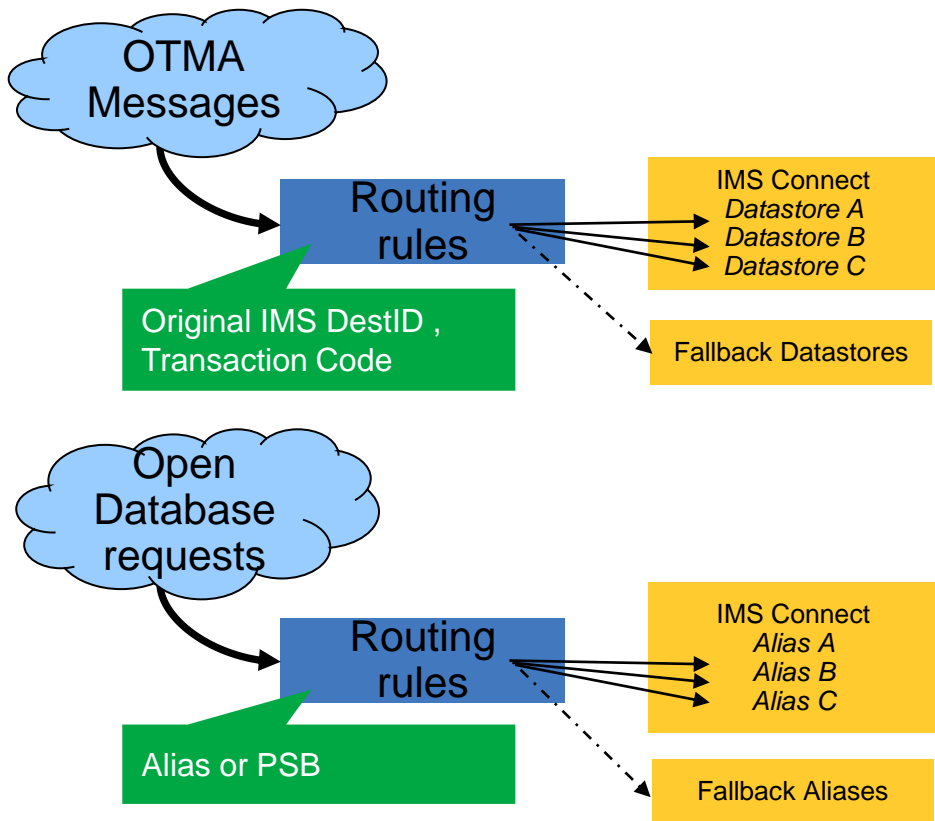 OTMA
Messages
Routing
rules
IMS Connect
Datastore A
Datastore B
Datastore C
Original IMS DestID ,
Transaction Code
Fallback Datastores
Open
Database
requests
Routing
rules
IMS Connect
Alias A
Alias B
Alias C
Alias or PSB
Fallback Aliases